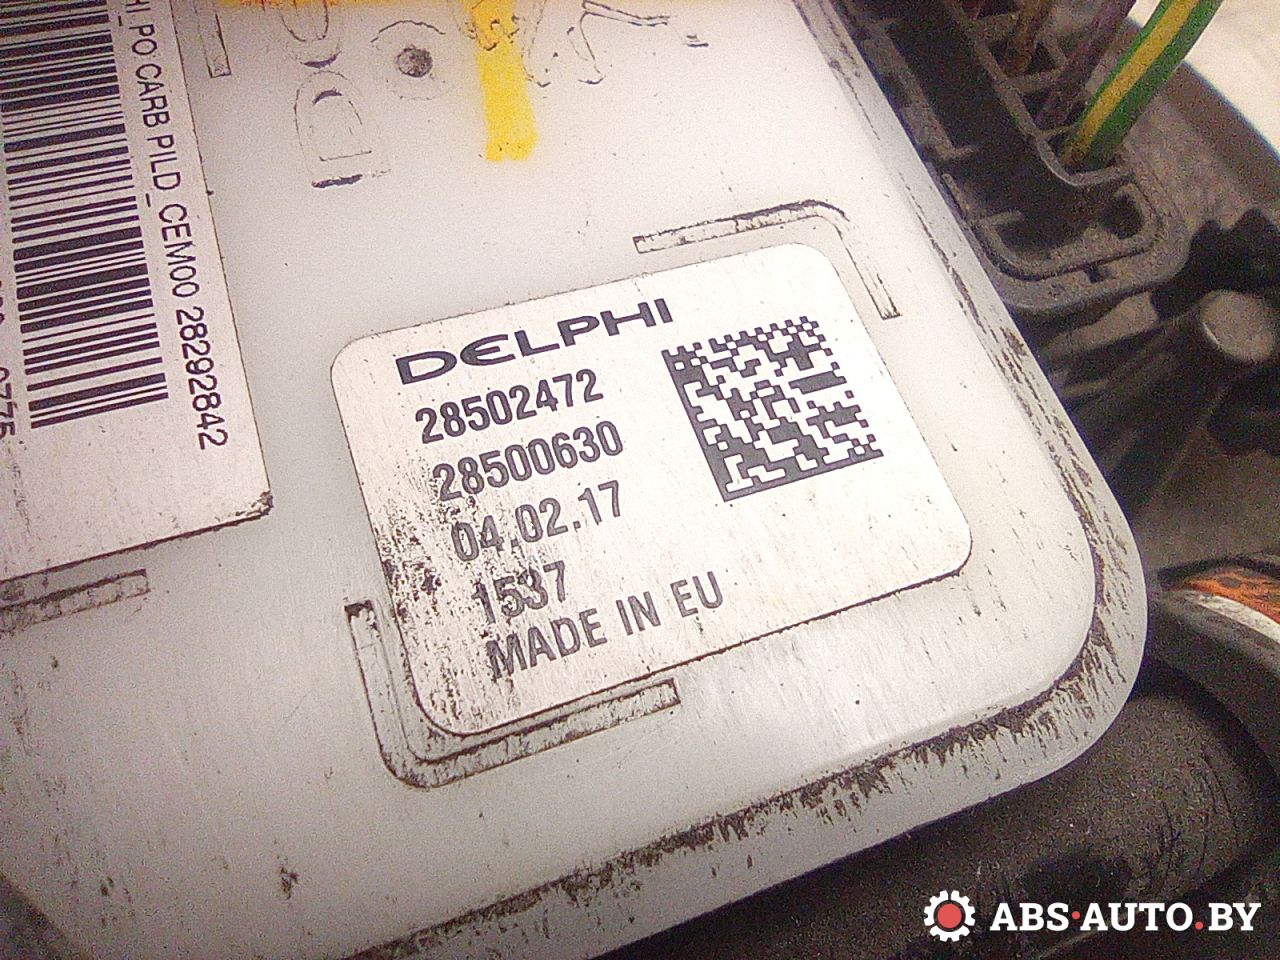 PO CARB PILD_CEM00 28292842
DELPHI
28502472
28500630
04.02.17
1537
MADE IN EU
ABS·AUTO.BY